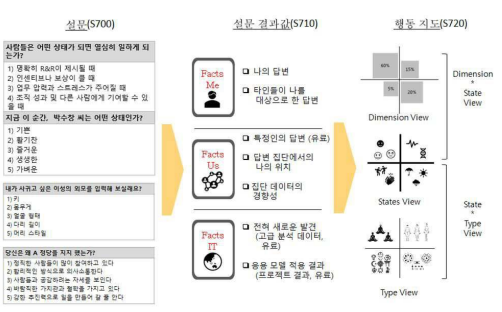 설문(S700)
사람들은 어떤 상태가 되면 열심히 일하게 되
는가?
1) 명확히 R&R이 제시될 때
2) 인센티브나 보상이 클 때
3) 업무 압력과 스트레스가 주어질 때
4) 조직 성과 및 다른 사람에게 기여할 수 있
을 때
지금 이 순간, 박수장 씨는 어떤 상태인가?
1) 기쁜
2) 활기찬
3) 즐거운
4) 생생한
5) 가벼운
내가 사귀고 싶은 이성의 외모를 입력해 보실래요?
1) 키
2) 몸무게
3) 얼굴 형태
4) 다리 길이
5) 머리 스타일
당신은 왜 A 정당을 지지 했는가?
1) 정직한 사람들이 많이 참여하고 있다
2) 합리적인 방식으로 의사소통한다
3) 사람들과 공감하려는 자세를 보인다
4) 바람직한 가치관과 철학을 가지고 있다
5) 강한 추진력으로 일을 만들어 갈 줄 안다
설문 결과값(S710)
Facts
Me
나의 답변
타인들이 나를
대상으로 한 답변
Facts
Us
특정인의 답변 (유료)
답변 집단에서의
나의 위치
집단 데이터의
경향성
Facts
IT
전혀 새로운 발견
(고급 분석 데이터,
유료)
응용 모델 적용 결과
(프로젝트 결과, 유료)
행동 지도(S720)
60%
15%
5%
20%
Dimension View
States View
Type View
Dimension
*
State
View
State
*
Type
View